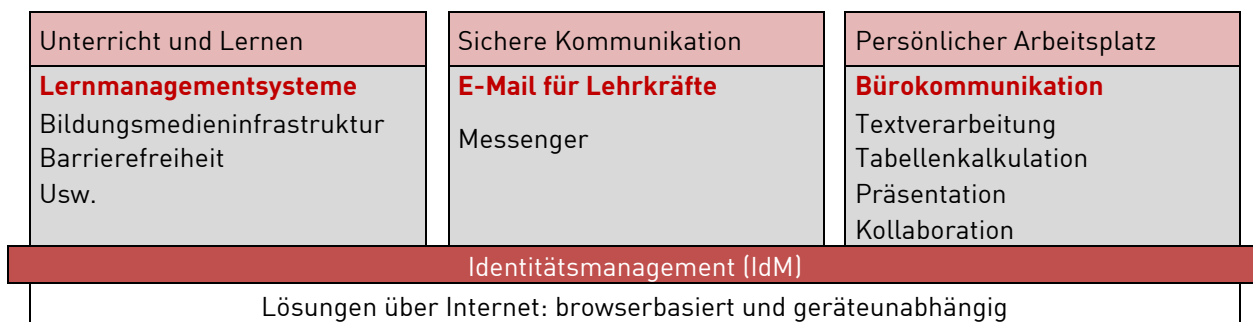 Unterricht und Lernen
Lernmanagementsysteme
Bildungsmedieninfrastruktur
Barrierefreiheit
Usw.
Sichere Kommunikation
E-Mail für Lehrkräfte
Messenger
Persönlicher Arbeitsplatz
Bürokommunikation
Textverarbeitung
Tabellenkalkulation
Präsentation
Kollaboration
Identitätsmanagement (IdM)
Lösungen über Internet: browserbasiert und geräteunabhängig